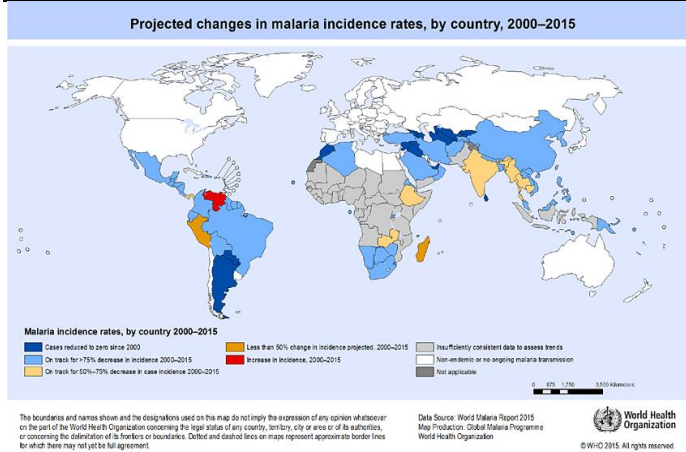 Projected changes in malaria incidence rates, by country, 2000–2015
Malaria incidence rates, by country 2000–2015
Cases reduced to zero since 2000
On track for >75% decrease in incidence 2000–2015
On track for 50%–75% decrease in case incidence 2000–2015
Less than 50% change in incidence projected, 2000–2015
Increase in incidence, 2000–2015
Insufficiently consistent data to assess trends
Non-endemic or no ongoing malaria transmission
Not applicable
0 875 1,750 3,500 Kilometers
The boundaries and names shown and the designations used on this map do not imply the expression of any opinion whatsoever
on the part of the World Health Organization concerning the legal status of any country, territory, city or area or of its authorities,
or concerning the delimitation of its frontiers or boundaries. Dotted and dashed lines on maps represent approximate border lines
for which there may not yet be full agreement.
Data Source: World Malaria Report 2015
Map Production: Global Malaria Programme
World Health Organization
World Health
Organization
© WHO 2015. All rights reserved.